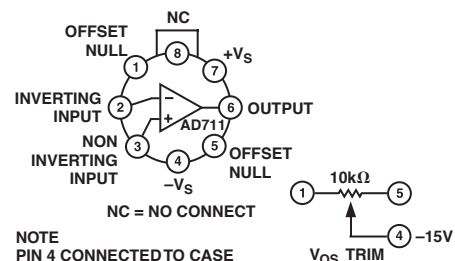 NC
OFFSET
NULL
8
+VS
1
7
INVERTING
INPUT
2
−
6
OUTPUT
+
AD711
NON
INVERTING
INPUT
3
5
OFFSET
NULL
4
−VS
10kΩ
NC = NO CONNECT
1
5
NOTE
PIN 4 CONNECTED TO CASE
4
−15V
VOS TRIM